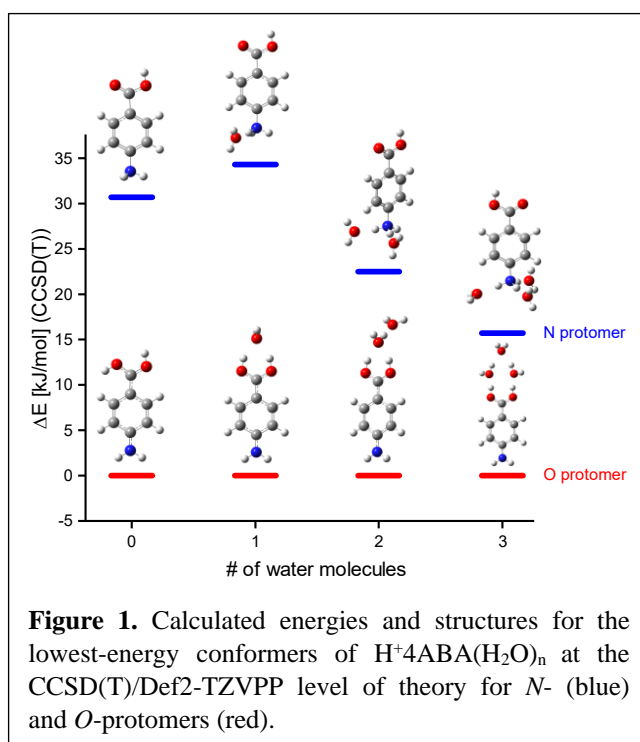 35
30
25
20
15
10
5
0
-5
ΔE [kJ/mol] (CCSD(T))
N protomer
O protomer
0 1 2 3
# of water molecules
Figure 1. Calculated energies and structures for the
lowest-energy conformers of H⁺4ABA(H₂O)ₙ at the
CCSD(T)/Def2-TZVPP level of theory for N- (blue)
and O-protomers (red).